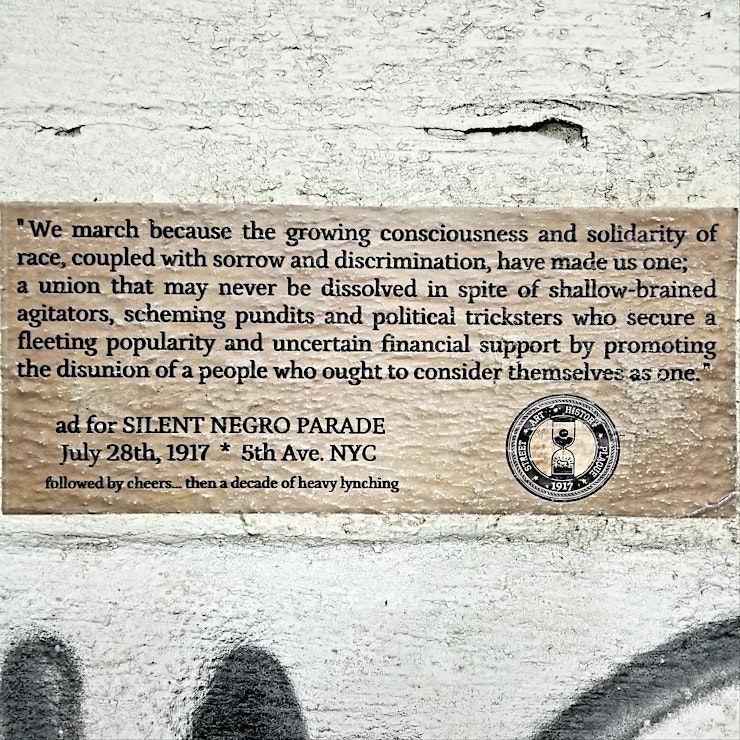 "We march because the growing consciousness and solidarity of
race, coupled with sorrow and discrimination, have made us one;
a union that may never be dissolved in spite of shallow-brained
agitators, scheming pundits and political tricksters who secure a
fleeting popularity and uncertain financial support by promoting
the disunion of a people who ought to consider themselves as one."
ad for SILENT NEGRO PARADE
July 28th, 1917 * 5th Ave. NYC
followed by cheers... then a decade of heavy lynching
STREET ART HISTORY PLAQUE
1917